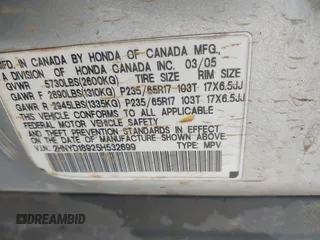 MFD. IN CANADA BY HONDA OF CANADA MFG.,
A DIVISION OF HONDA CANADA INC. 03/05
GVWR 5730LBS(2600KG) TIRE SIZE RIM SIZE
GAWR F 2890LBS(1310KG) P235/65R17 103T 17X6.5JJ
GAWR R 2945LBS(1335KG) P235/65R17 103T 17X6.5JJ
THIS VEHICLE CONFORMS TO ALL APPLICABLE FEDERAL
MOTOR VEHICLE SAFETY AND THEFT PREVENTION STANDARDS
IN EFFECT ON THE DATE OF MANUFACTURE SHOWN ABOVE.
V.I.N. 2HNYD18925H532699 TYPE: MPV
DREAMBID